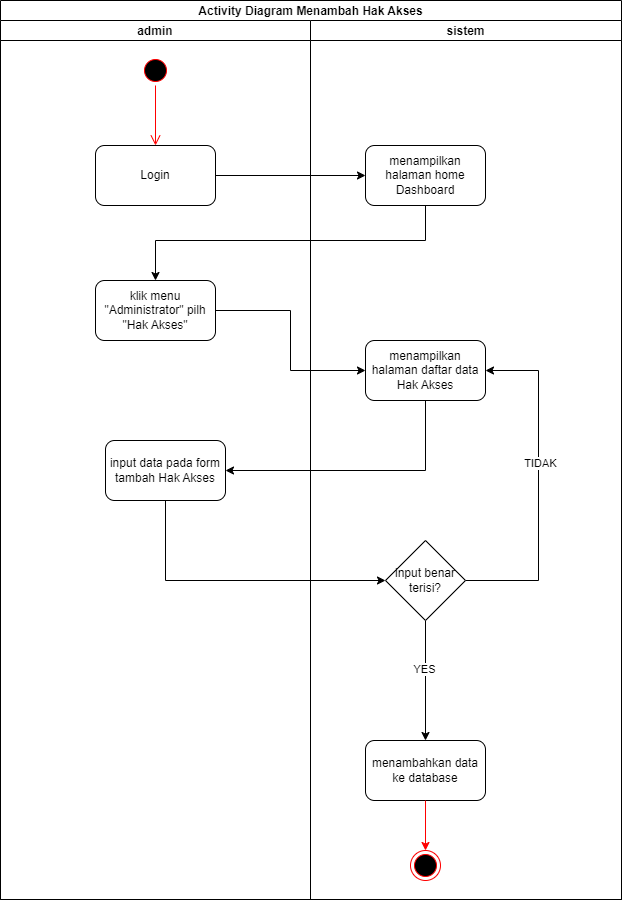 Activity Diagram Menambah Hak Akses
admin
sistem
Login
menampilkan
halaman home
Dashboard
klik menu
"Administrator" pilh
"Hak Akses"
menampilkan
halaman daftar data
Hak Akses
input data pada form
tambah Hak Akses
TIDAK
input benar
terisi?
YES
menambahkan data
ke database